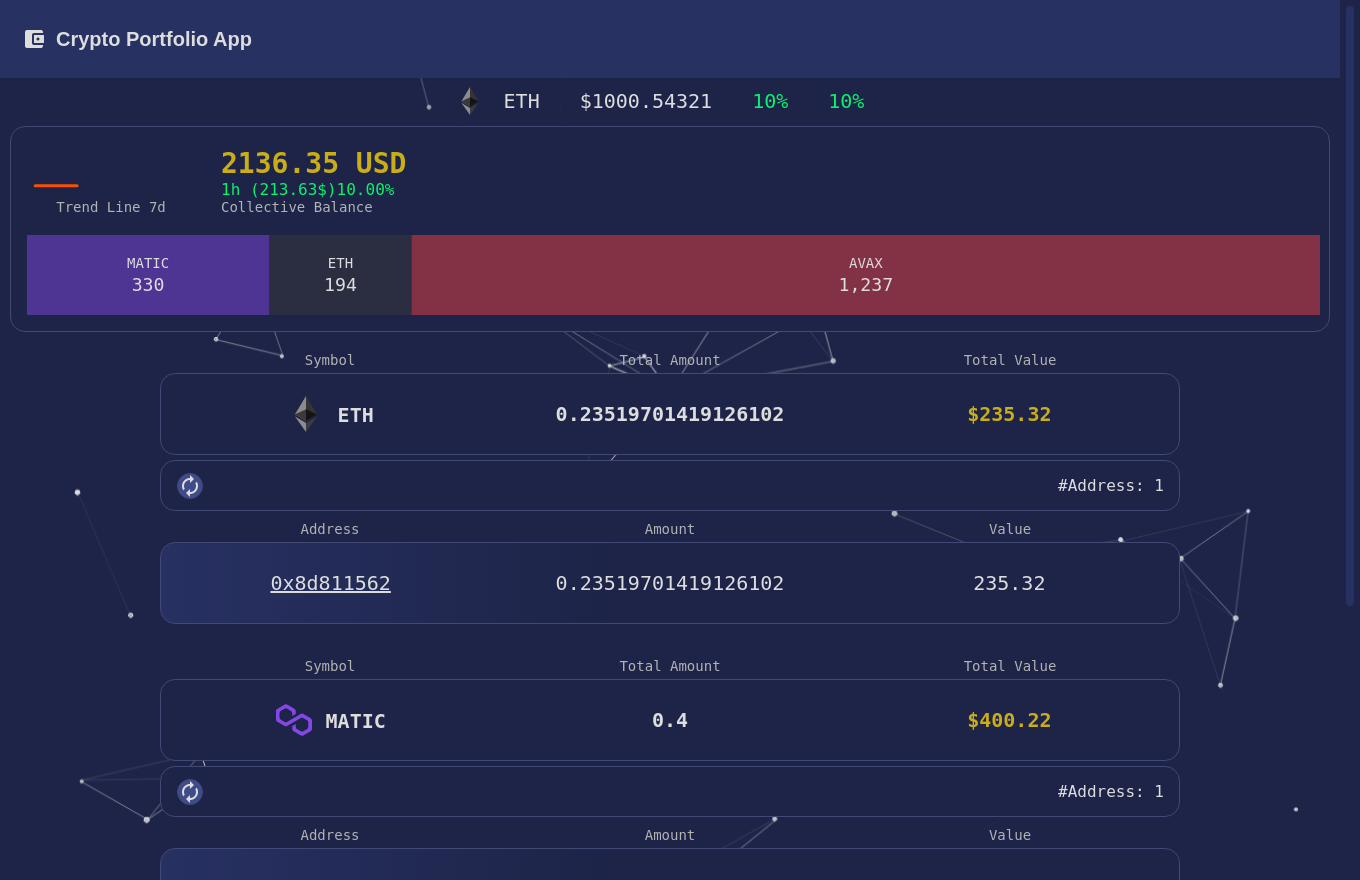 Crypto Portfolio App
ETH $1000.54321 10% 10%
2136.35 USD
1h (213.63$)10.00%
Trend Line 7d Collective Balance
MATIC ETH AVAX
330 194 1,237
Symbol Total Amount Total Value
ETH 0.23519701419126102 $235.32
#Address: 1
Address Amount Value
0x8d811562 0.23519701419126102 235.32
Symbol Total Amount Total Value
MATIC 0.4 $400.22
#Address: 1
Address Amount Value